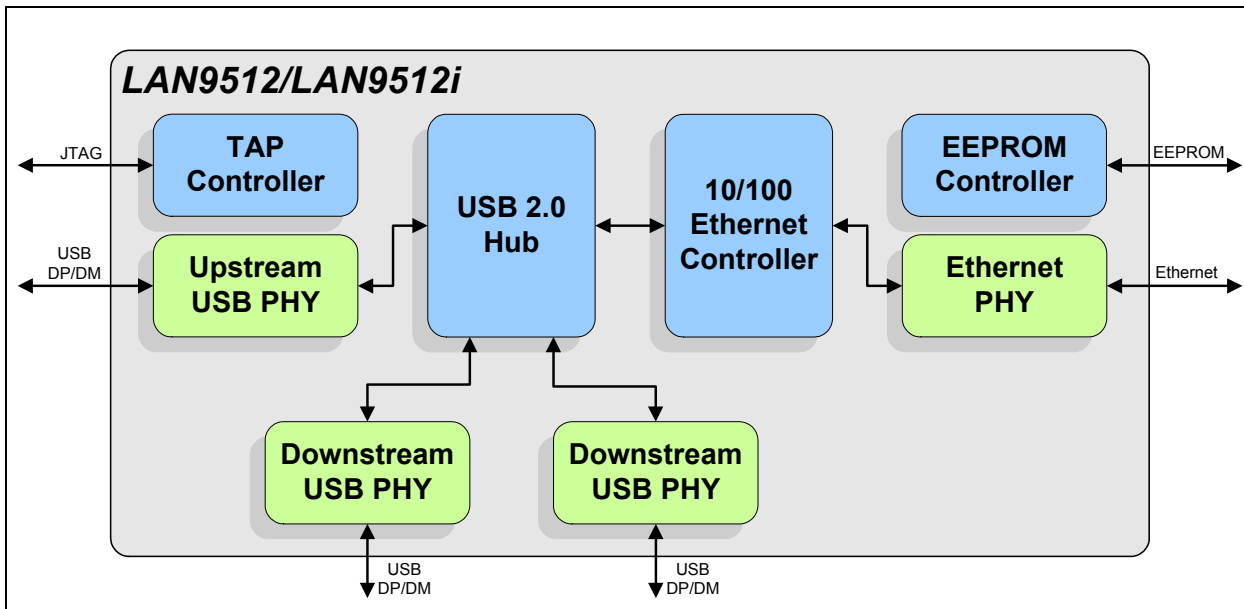 LAN9512/LAN9512i
JTAG
TAP
Controller
USB 2.0
Hub
10/100
Ethernet
Controller
EEPROM
Controller
EEPROM
USB
DP/DM
Upstream
USB PHY
Ethernet
PHY
Ethernet
Downstream
USB PHY
Downstream
USB PHY
USB
DP/DM
USB
DP/DM